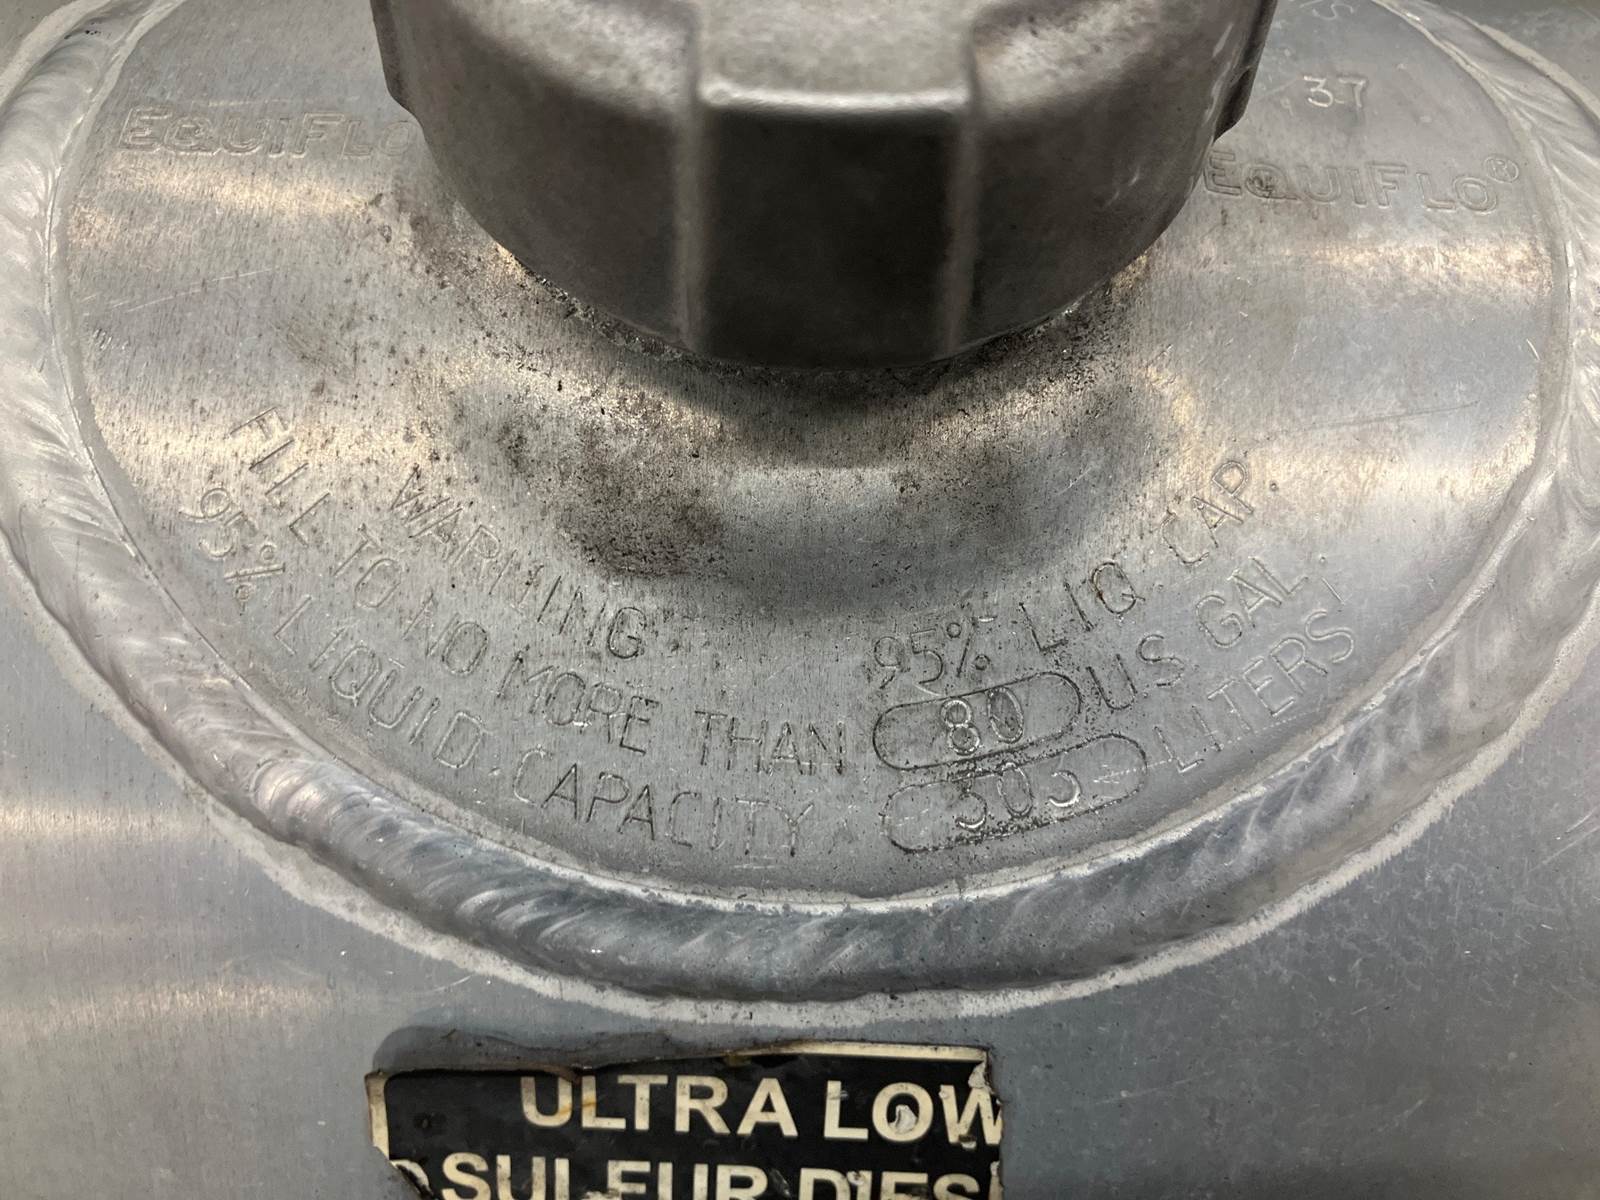 37
EQUIFLO
EQUIFLO®
WARNING
FILL TO NO MORE THAN
95% LIQUID CAPACITY
95% LIQ. CAP.
80 U.S. GAL.
303 LITERS
ULTRA LOW
SULFUR DIES